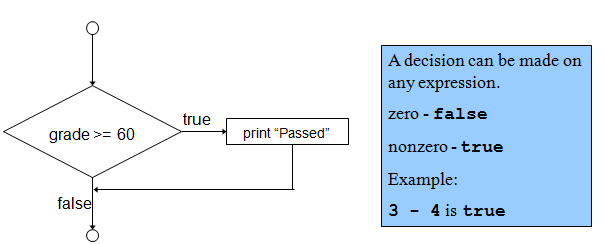 grade >= 60
true
print “Passed”
false
A decision can be made on
any expression.
zero - false
nonzero - true
Example:
3 - 4 is true